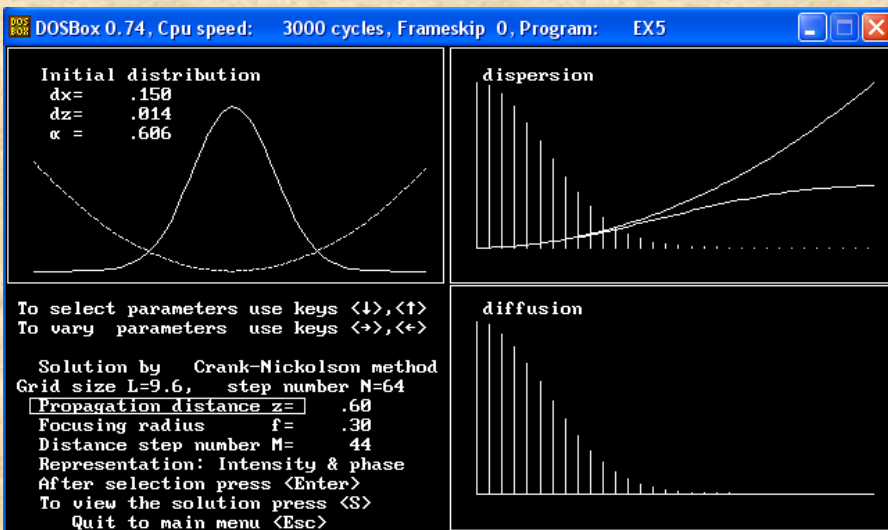 DOSBox 0.74, Cpu speed: 3000 cycles, Frameskip 0, Program: EX5
Initial distribution
dx= .150
dz= .014
α = .606
dispersion
To select parameters use keys <↓>,<↑>
To vary parameters use keys <→>,<←>
Solution by Crank-Nickolson method
Grid size L=9.6, step number N=64
Propagation distance z= .60
Focusing radius f= .30
Distance step number M= 44
Representation: Intensity & phase
After selection press <Enter>
To view the solution press <S>
Quit to main menu <Esc>
diffusion